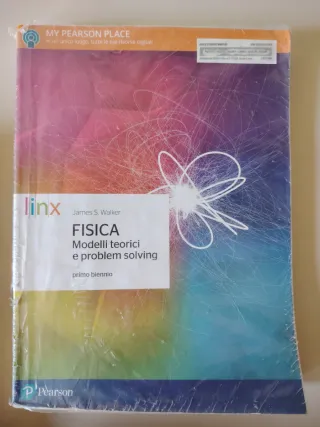 MY PEARSON PLACE
linx
James S. Walker
FISICA
Modelli teorici
e problem solving
primo biennio
Pearson